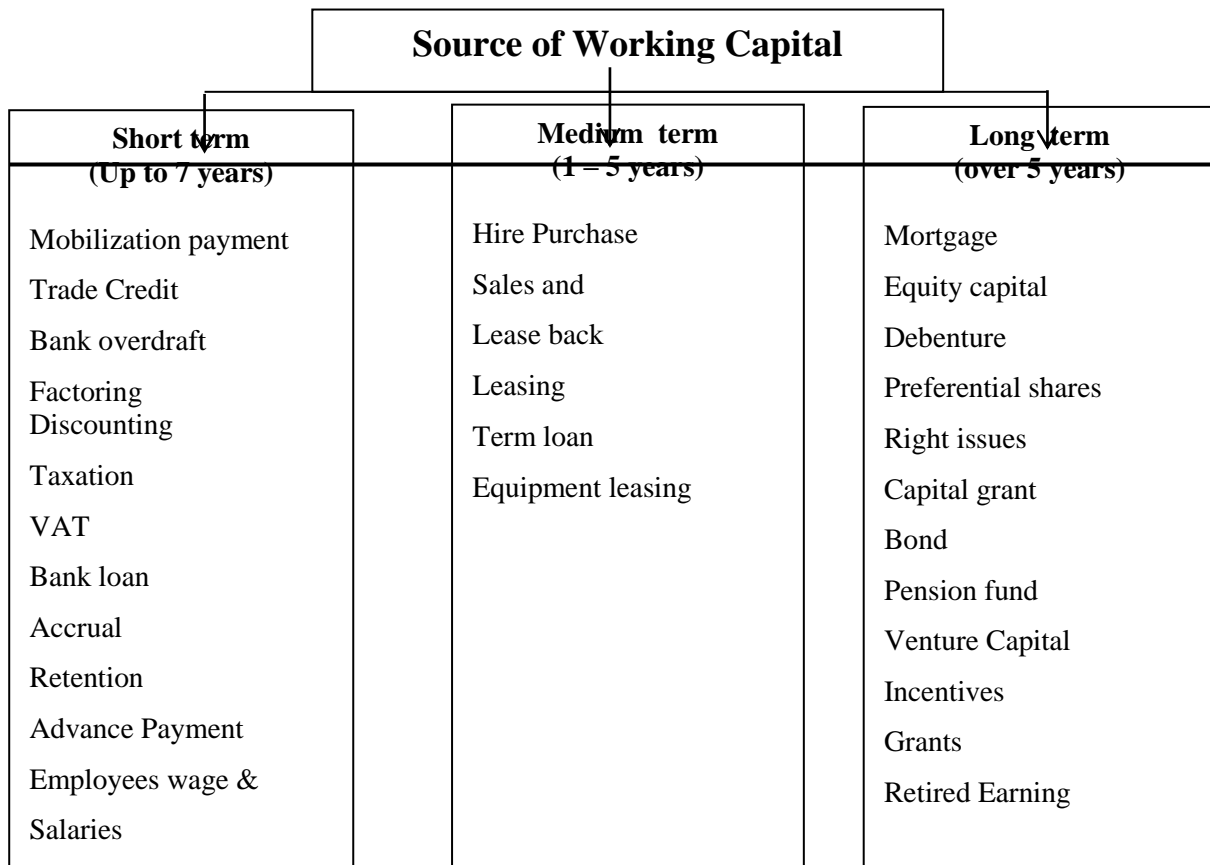 Source of Working Capital
Short term
(Up to 7 years)
Mobilization payment
Trade Credit
Bank overdraft
Factoring
Discounting
Taxation
VAT
Bank loan
Accrual
Retention
Advance Payment
Employees wage &
Salaries
Medium term
(1 – 5 years)
Hire Purchase
Sales and
Lease back
Leasing
Term loan
Equipment leasing
Long term
(over 5 years)
Mortgage
Equity capital
Debenture
Preferential shares
Right issues
Capital grant
Bond
Pension fund
Venture Capital
Incentives
Grants
Retired Earning